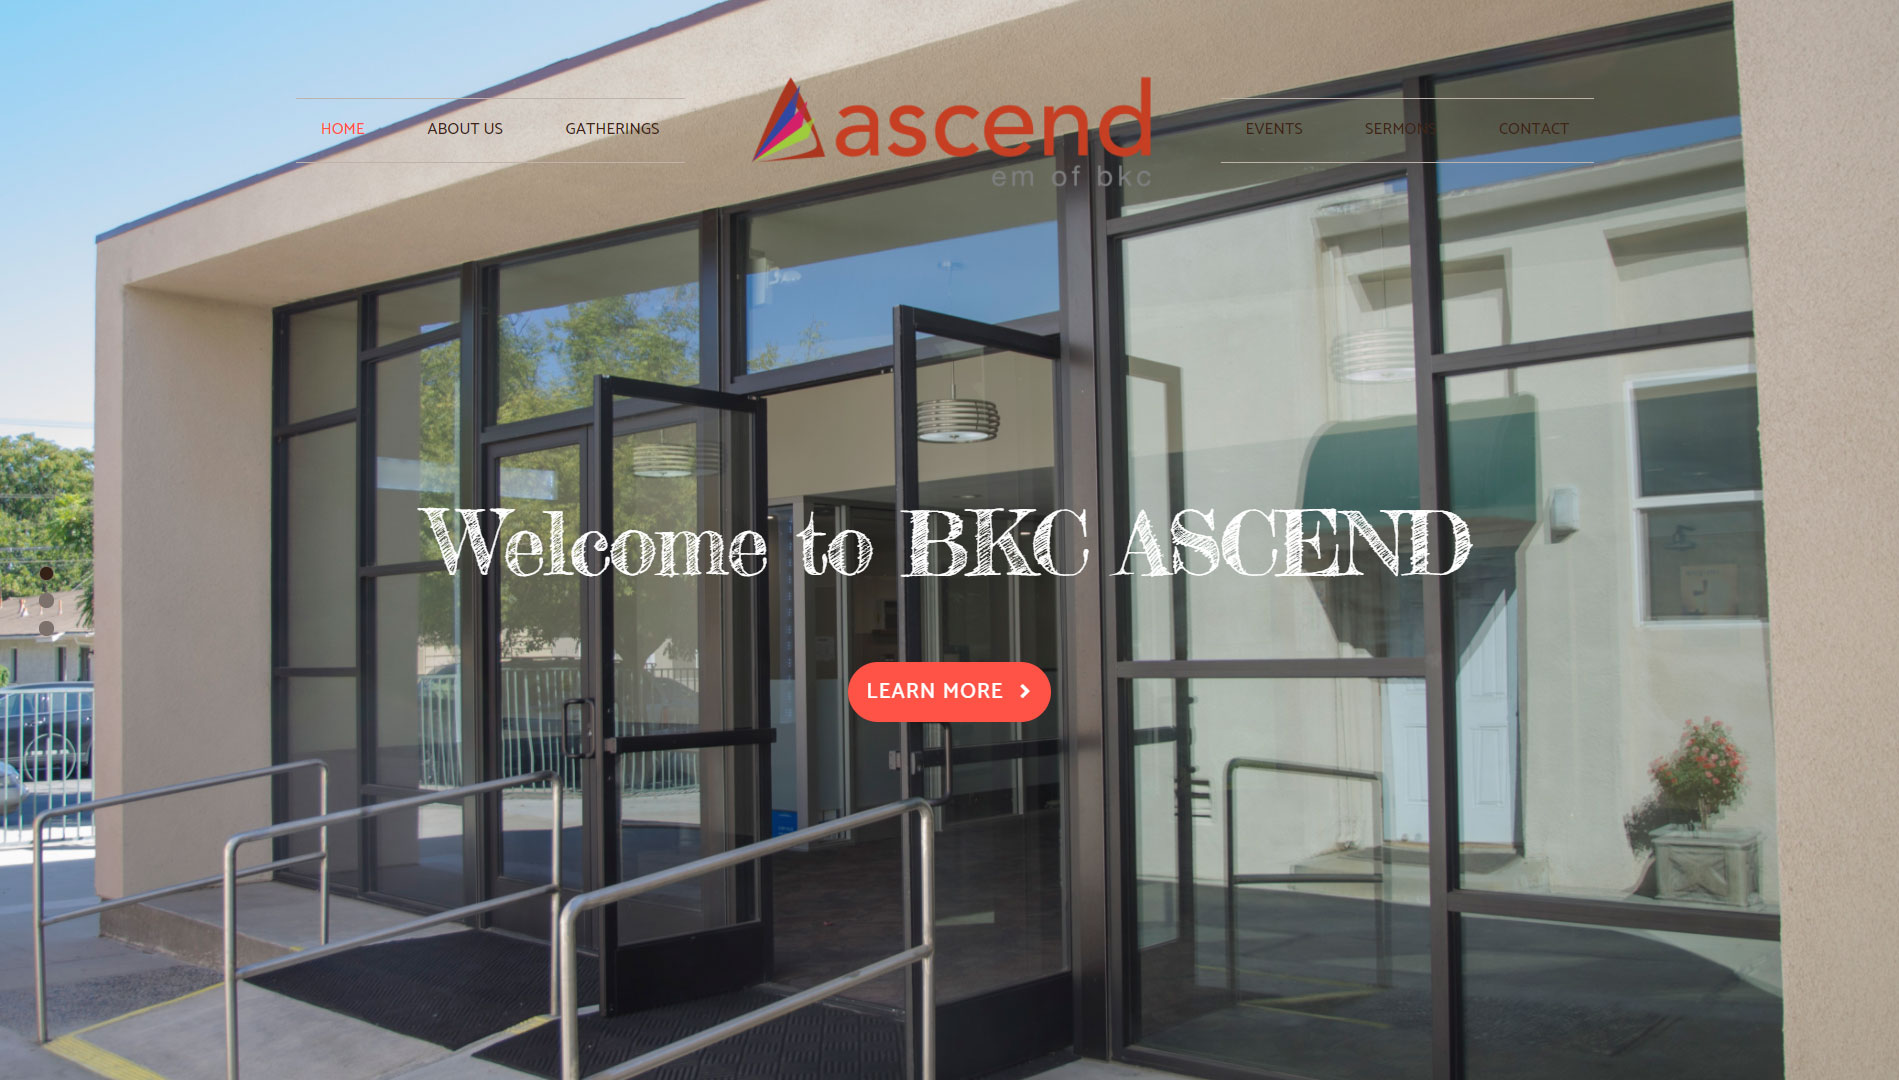 HOME
ABOUT US
GATHERINGS
ascend
em of bkc
EVENTS
SERMONS
CONTACT
Welcome to BKC ASCEND
LEARN MORE